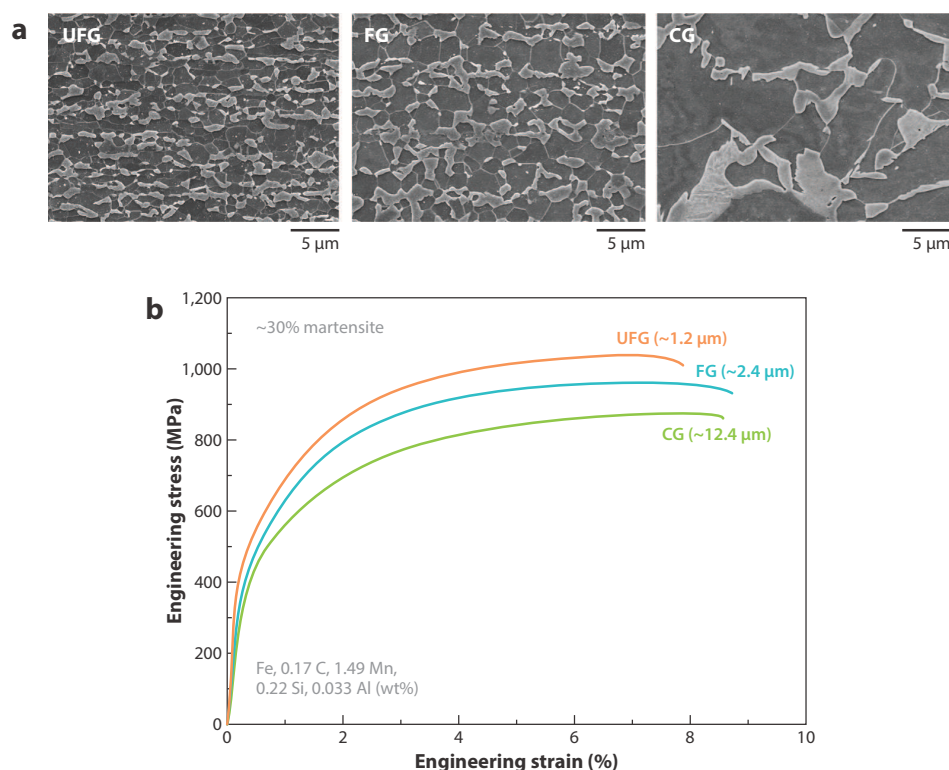 a
UFG
FG
CG
5 µm
5 µm
5 µm
b
1,200
1,000
800
600
400
200
0
Engineering stress (MPa)
~30% martensite
UFG (~1.2 µm)
FG (~2.4 µm)
CG (~12.4 µm)
Fe, 0.17 C, 1.49 Mn,
0.22 Si, 0.033 Al (wt%)
0
2
4
6
8
10
Engineering strain (%)